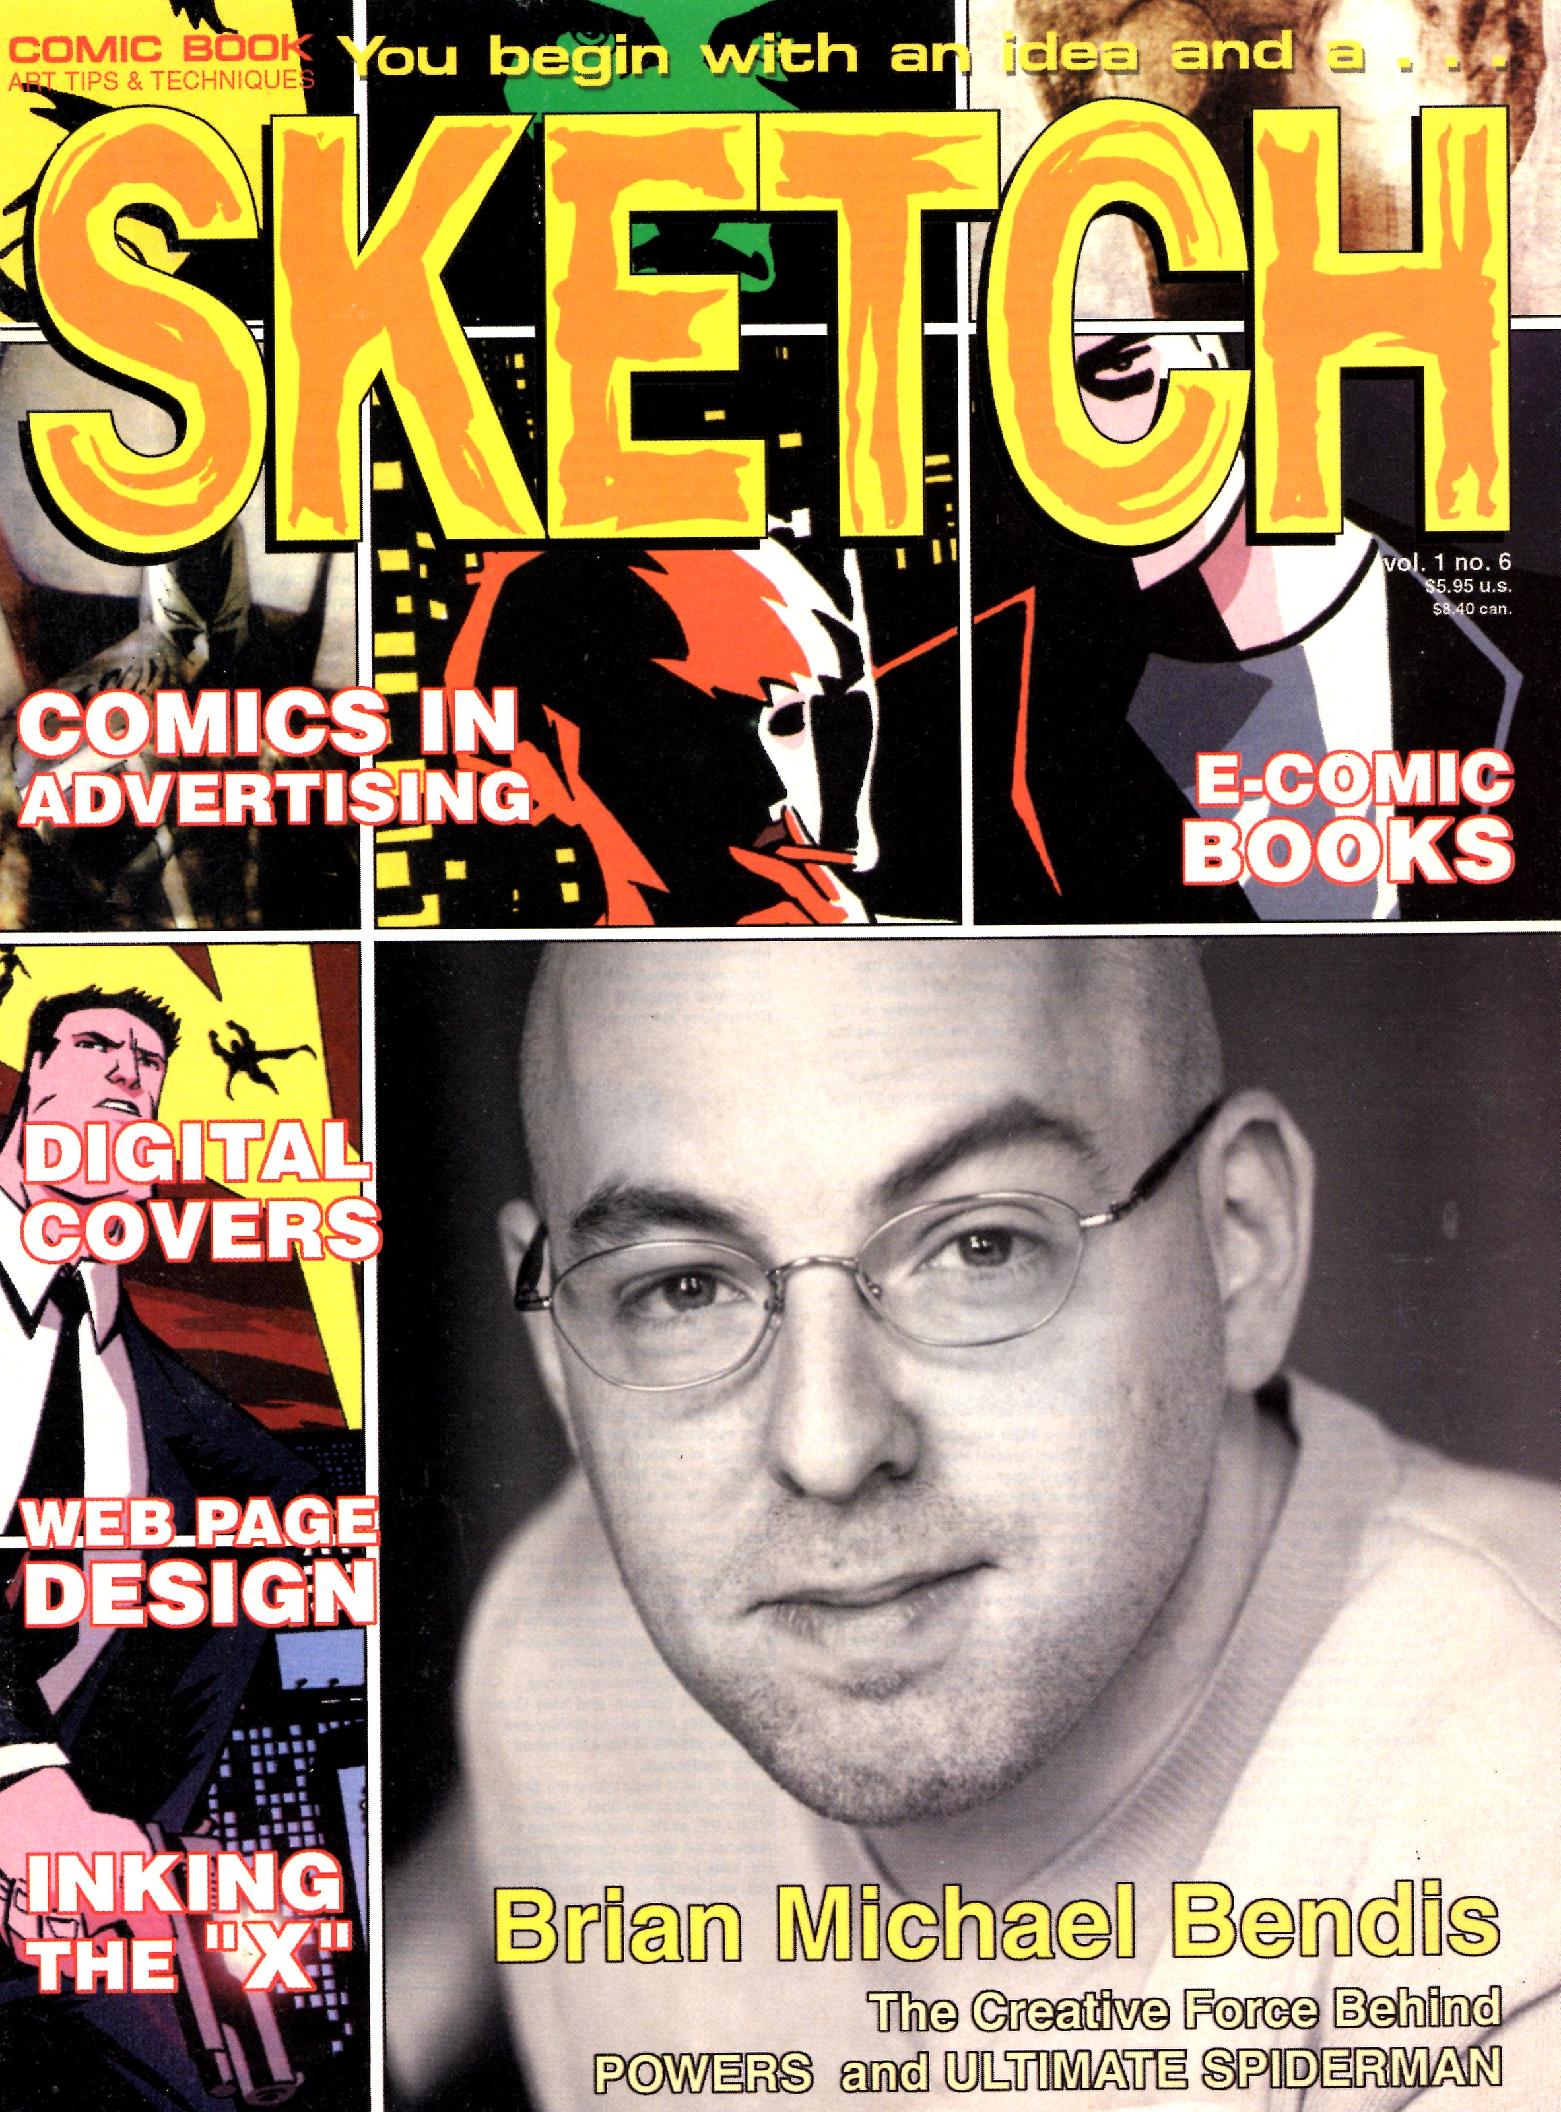 COMIC BOOK
ART TIPS & TECHNIQUES
You begin with an idea and a . . .
SKETCH
vol. 1 no. 6
$5.95 u.s.
$8.40 can.
COMICS IN
ADVERTISING
E-COMIC
BOOKS
DIGITAL
COVERS
WEB PAGE
DESIGN
INKING
THE "X"
Brian Michael Bendis
The Creative Force Behind
POWERS and ULTIMATE SPIDERMAN